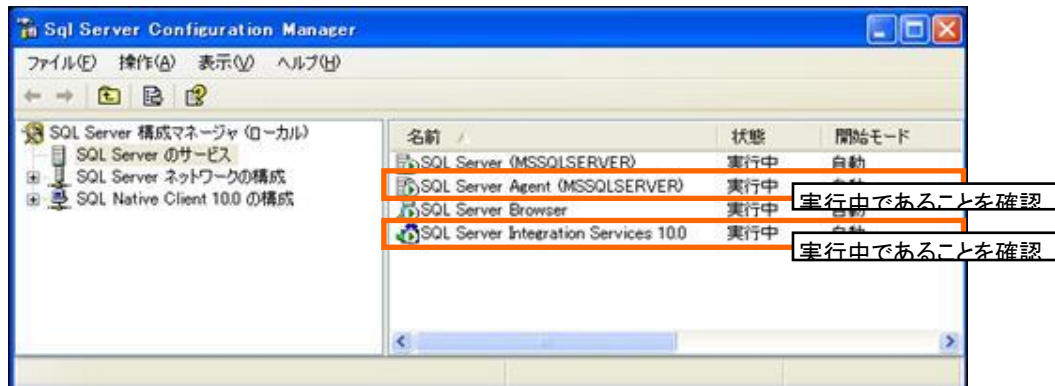 Sql Server Configuration Manager
ファイル(F) 操作(A) 表示(V) ヘルプ(H)
SQL Server 構成マネージャ (ローカル)
SQL Server のサービス
SQL Server ネットワークの構成
SQL Native Client 10.0 の構成
名前 状態 開始モード
SQL Server (MSSQLSERVER) 実行中 自動
SQL Server Agent (MSSQLSERVER) 実行中
実行中であることを確認
SQL Server Browser 実行中 自動
SQL Server Integration Services 10.0 実行中
実行中であることを確認